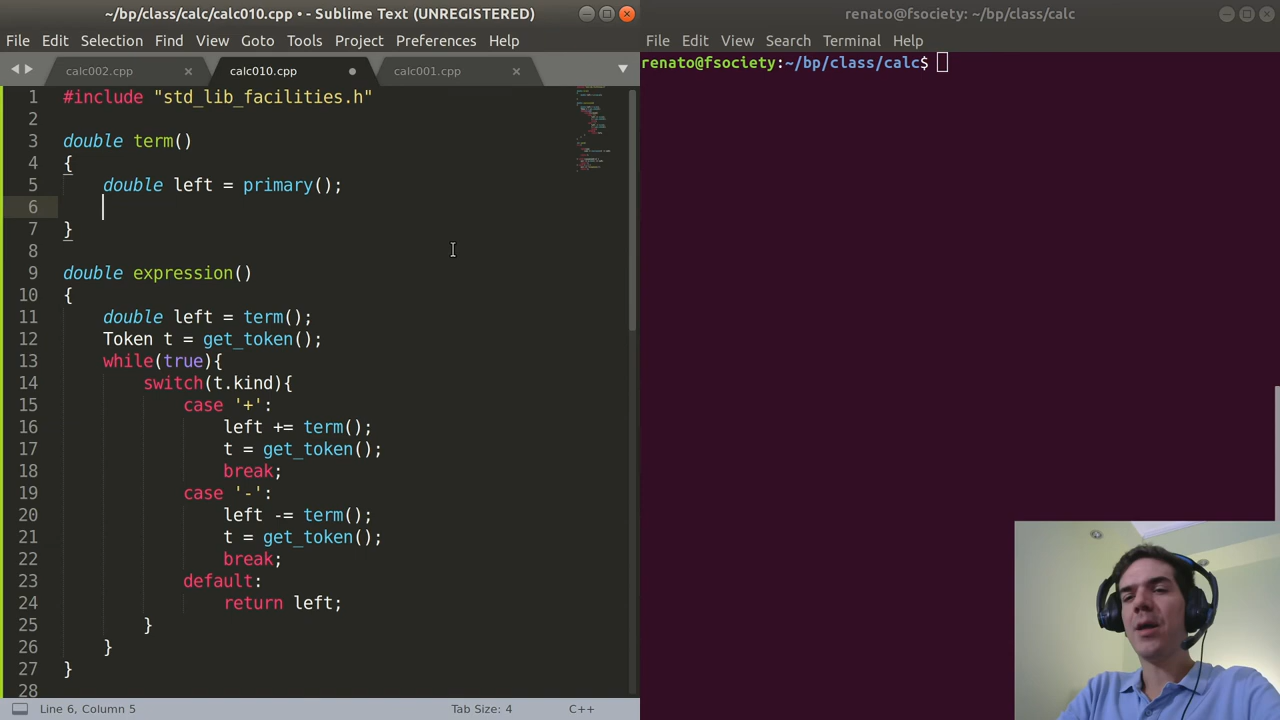 ~/bp/class/calc/calc010.cpp • - Sublime Text (UNREGISTERED)
File Edit Selection Find View Goto Tools Project Preferences Help
calc002.cpp × calc010.cpp calc001.cpp ×
1 #include "std_lib_facilities.h"
2
3 double term()
4 {
5 double left = primary();
6
7 }
8
9 double expression()
10 {
11 double left = term();
12 Token t = get_token();
13 while(true){
14 switch(t.kind){
15 case '+':
16 left += term();
17 t = get_token();
18 break;
19 case '-':
20 left -= term();
21 t = get_token();
22 break;
23 default:
24 return left;
25 }
26 }
27 }
28
Line 6, Column 5 Tab Size: 4 C++
renato@fsociety: ~/bp/class/calc
File Edit View Search Terminal Help
renato@fsociety:~/bp/class/calc$